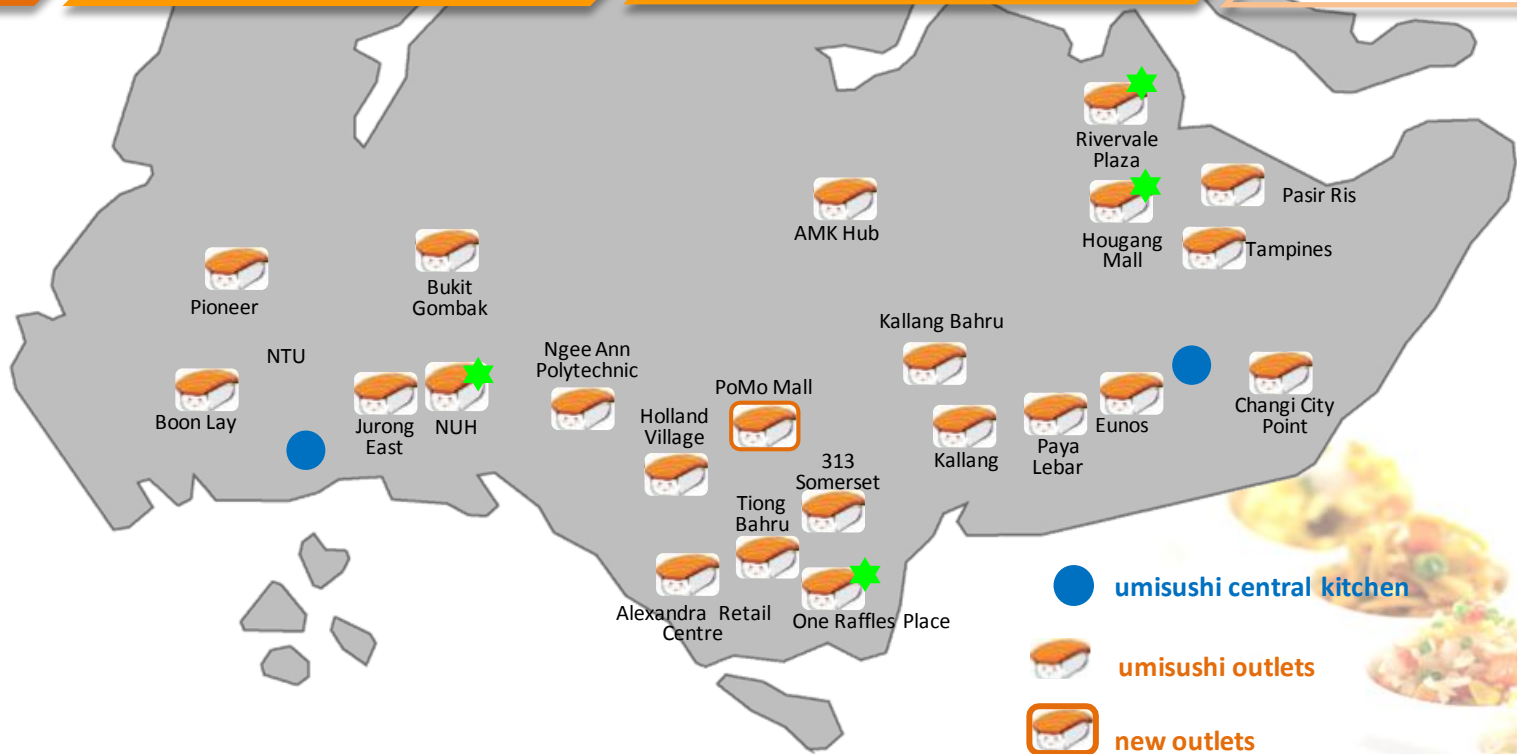 Rivervale
Plaza
Pasir Ris
AMK Hub
Hougang
Mall
Tampines
Pioneer
Bukit
Gombak
Kallang Bahru
NTU
Ngee Ann
Polytechnic
PoMo Mall
Boon Lay
Jurong
East
NUH
Holland
Village
Kallang
Paya
Lebar
Eunos
Changi City
Point
313
Somerset
Tiong
Bahru
Alexandra Retail
Centre
One Raffles Place
umisushi central kitchen
umisushi outlets
new outlets